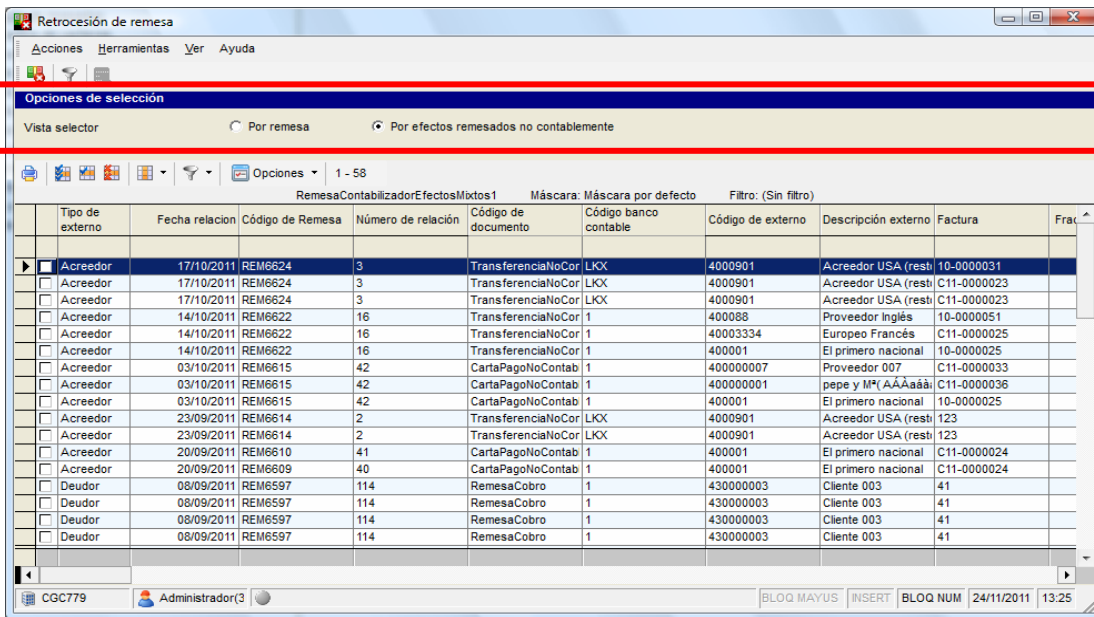 Retrocesión de remesa
Acciones Herramientas Ver Ayuda
Opciones de selección
Vista selector Por remesa Por efectos remesados no contablemente
Opciones 1 - 58
RemesaContabilizadorEfectosMixtos1 Máscara: Máscara por defecto Filtro: (Sin filtro)
Tipo de externo Fecha relacion Código de Remesa Número de relación Código de documento Código banco contable Código de externo Descripción externo Factura Frac
Acreedor 17/10/2011 REM6624 3 TransferenciaNoCor LKX 4000901 Acreedor USA (rest 10-0000031
Acreedor 17/10/2011 REM6624 3 TransferenciaNoCor LKX 4000901 Acreedor USA (rest C11-0000023
Acreedor 17/10/2011 REM6624 3 TransferenciaNoCor LKX 4000901 Acreedor USA (rest C11-0000023
Acreedor 14/10/2011 REM6622 16 TransferenciaNoCor 1 400088 Proveedor Inglés 10-0000051
Acreedor 14/10/2011 REM6622 16 TransferenciaNoCor 1 40003334 Europeo Francés C11-0000025
Acreedor 14/10/2011 REM6622 16 TransferenciaNoCor 1 400001 El primero nacional 10-0000025
Acreedor 03/10/2011 REM6615 42 CartaPagoNoContab 1 400000007 Proveedor 007 C11-0000033
Acreedor 03/10/2011 REM6615 42 CartaPagoNoContab 1 400000001 pepe y Mª( AÁÀaáà C11-0000036
Acreedor 03/10/2011 REM6615 42 CartaPagoNoContab 1 400001 El primero nacional 10-0000025
Acreedor 23/09/2011 REM6614 2 TransferenciaNoCor LKX 4000901 Acreedor USA (rest 123
Acreedor 23/09/2011 REM6614 2 TransferenciaNoCor LKX 4000901 Acreedor USA (rest 123
Acreedor 20/09/2011 REM6610 41 CartaPagoNoContab 1 400001 El primero nacional C11-0000024
Acreedor 20/09/2011 REM6609 40 CartaPagoNoContab 1 400001 El primero nacional C11-0000024
Deudor 08/09/2011 REM6597 114 RemesaCobro 1 430000003 Cliente 003 41
Deudor 08/09/2011 REM6597 114 RemesaCobro 1 430000003 Cliente 003 41
Deudor 08/09/2011 REM6597 114 RemesaCobro 1 430000003 Cliente 003 41
Deudor 08/09/2011 REM6597 114 RemesaCobro 1 430000003 Cliente 003 41
CGC779 Administrador(3 BLOQ MAYUS INSERT BLOQ NUM 24/11/2011 13:25